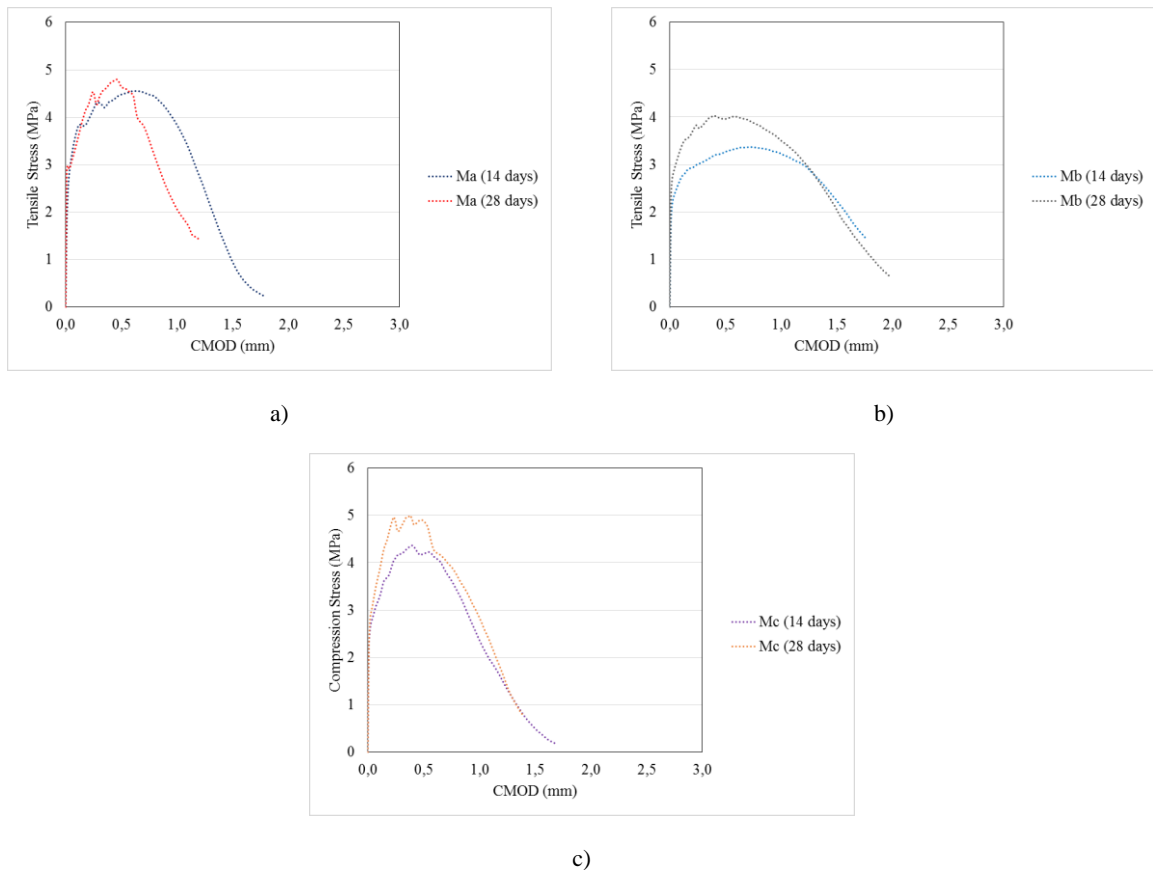 6
5
4
3
2
1
0
Tensile Stress (MPa)
0,0 0,5 1,0 1,5 2,0 2,5 3,0
CMOD (mm)
Ma (14 days)
Ma (28 days)
a)
6
5
4
3
2
1
0
Tensile Stress (MPa)
0,0 0,5 1,0 1,5 2,0 2,5 3,0
CMOD (mm)
Mb (14 days)
Mb (28 days)
b)
6
5
4
3
2
1
0
Compression Stress (MPa)
0,0 0,5 1,0 1,5 2,0 2,5 3,0
CMOD (mm)
Mc (14 days)
Mc (28 days)
c)